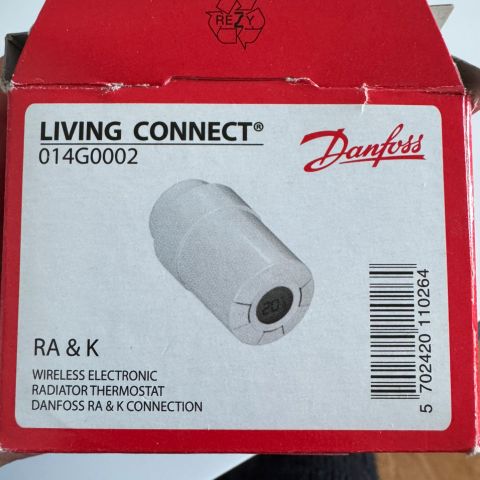 REZY
LIVING CONNECT®
014G0002
Danfoss
RA & K
WIRELESS ELECTRONIC
RADIATOR THERMOSTAT
DANFOSS RA & K CONNECTION
5 702420 110264